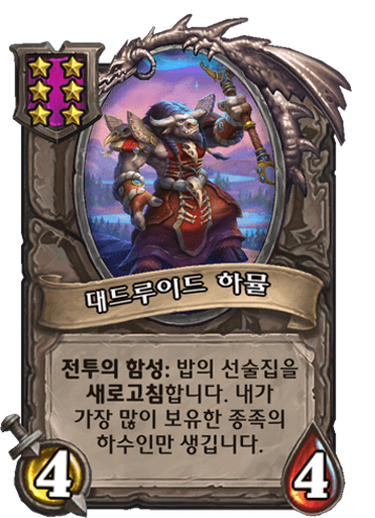 대드루이드 하뮬
전투의 함성: 밥의 선술집을
새로고침합니다. 내가
가장 많이 보유한 종족의
하수인만 생깁니다.
4
4